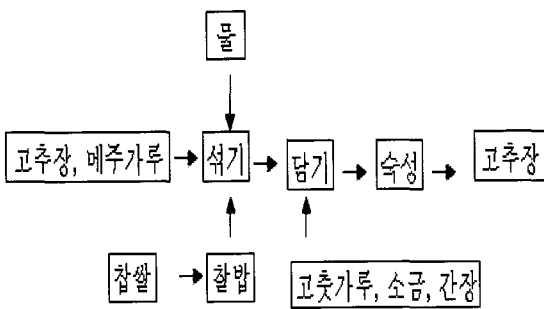 물
고추장, 메주가루 섞기 담기 숙성 고추장
찹쌀 찰밥 고춧가루, 소금, 간장